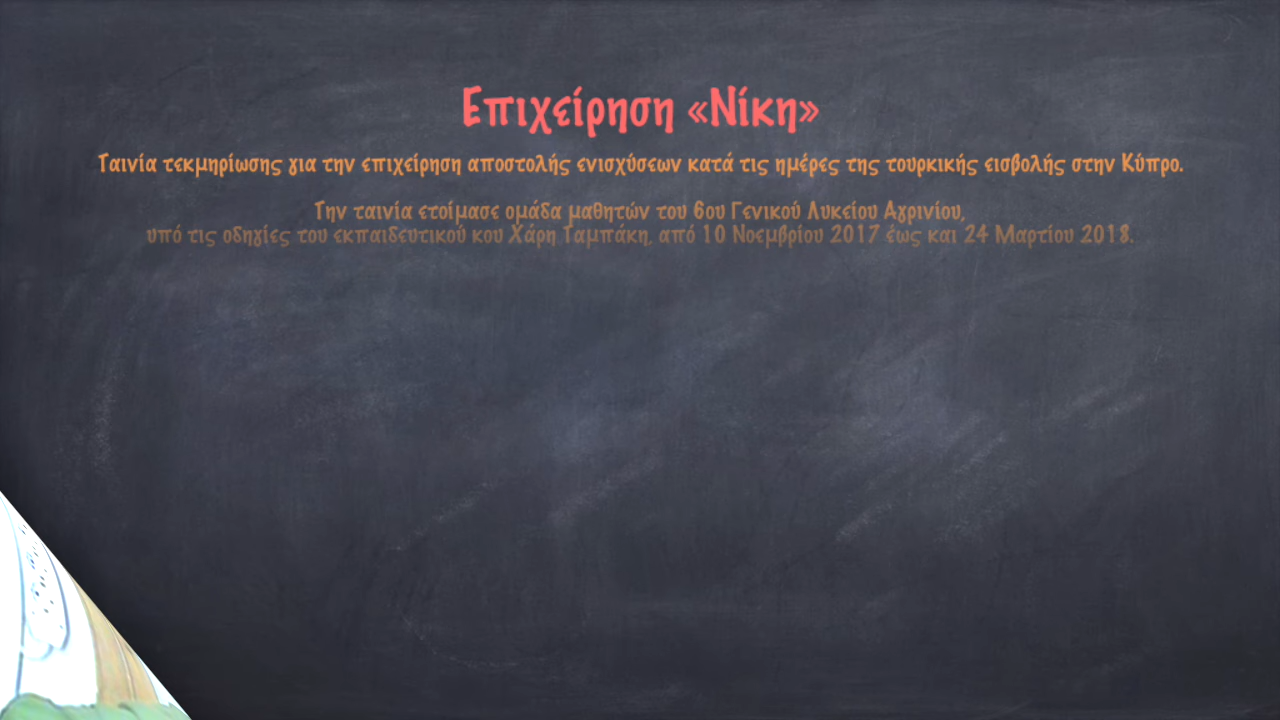 Επιχείρηση «Νίκη»
Ταινία τεκμηρίωσης για την επιχείρηση αποστολής ενισχύσεων κατά τις ημέρες της τουρκικής εισβολής στην Κύπρο.
Την ταινία ετοίμασε ομάδα μαθητών του 6ου Γενικού Λυκείου Αγρινίου,
υπό τις οδηγίες του εκπαιδευτικού κου Χάρη Ταμπάκη, από 10 Νοεμβρίου 2017 έως και 24 Μαρτίου 2018.